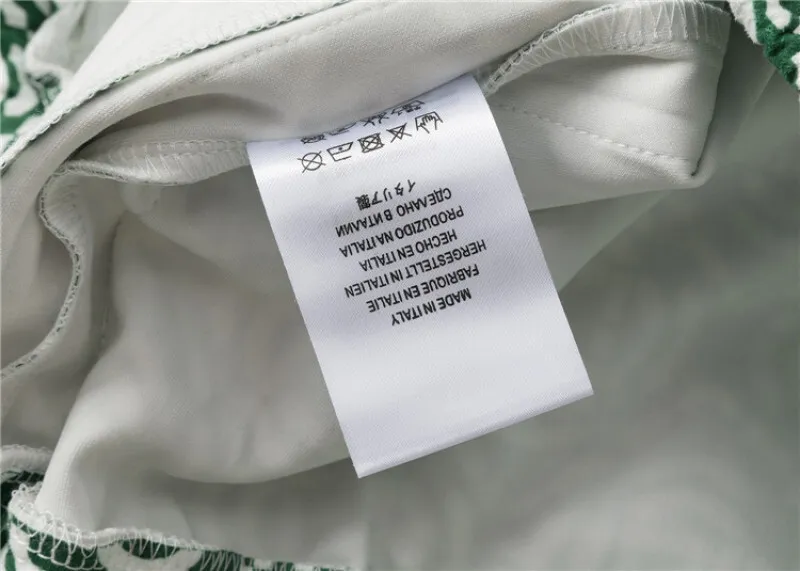 MADE IN ITALY
FABRIQUE EN ITALIE
HERGESTELLT IN ITALIEN
HECHO EN ITALIA
PRODUZIDO NA ITALIA
СДЕЛАНО В ИТАЛИИ
イタリア製